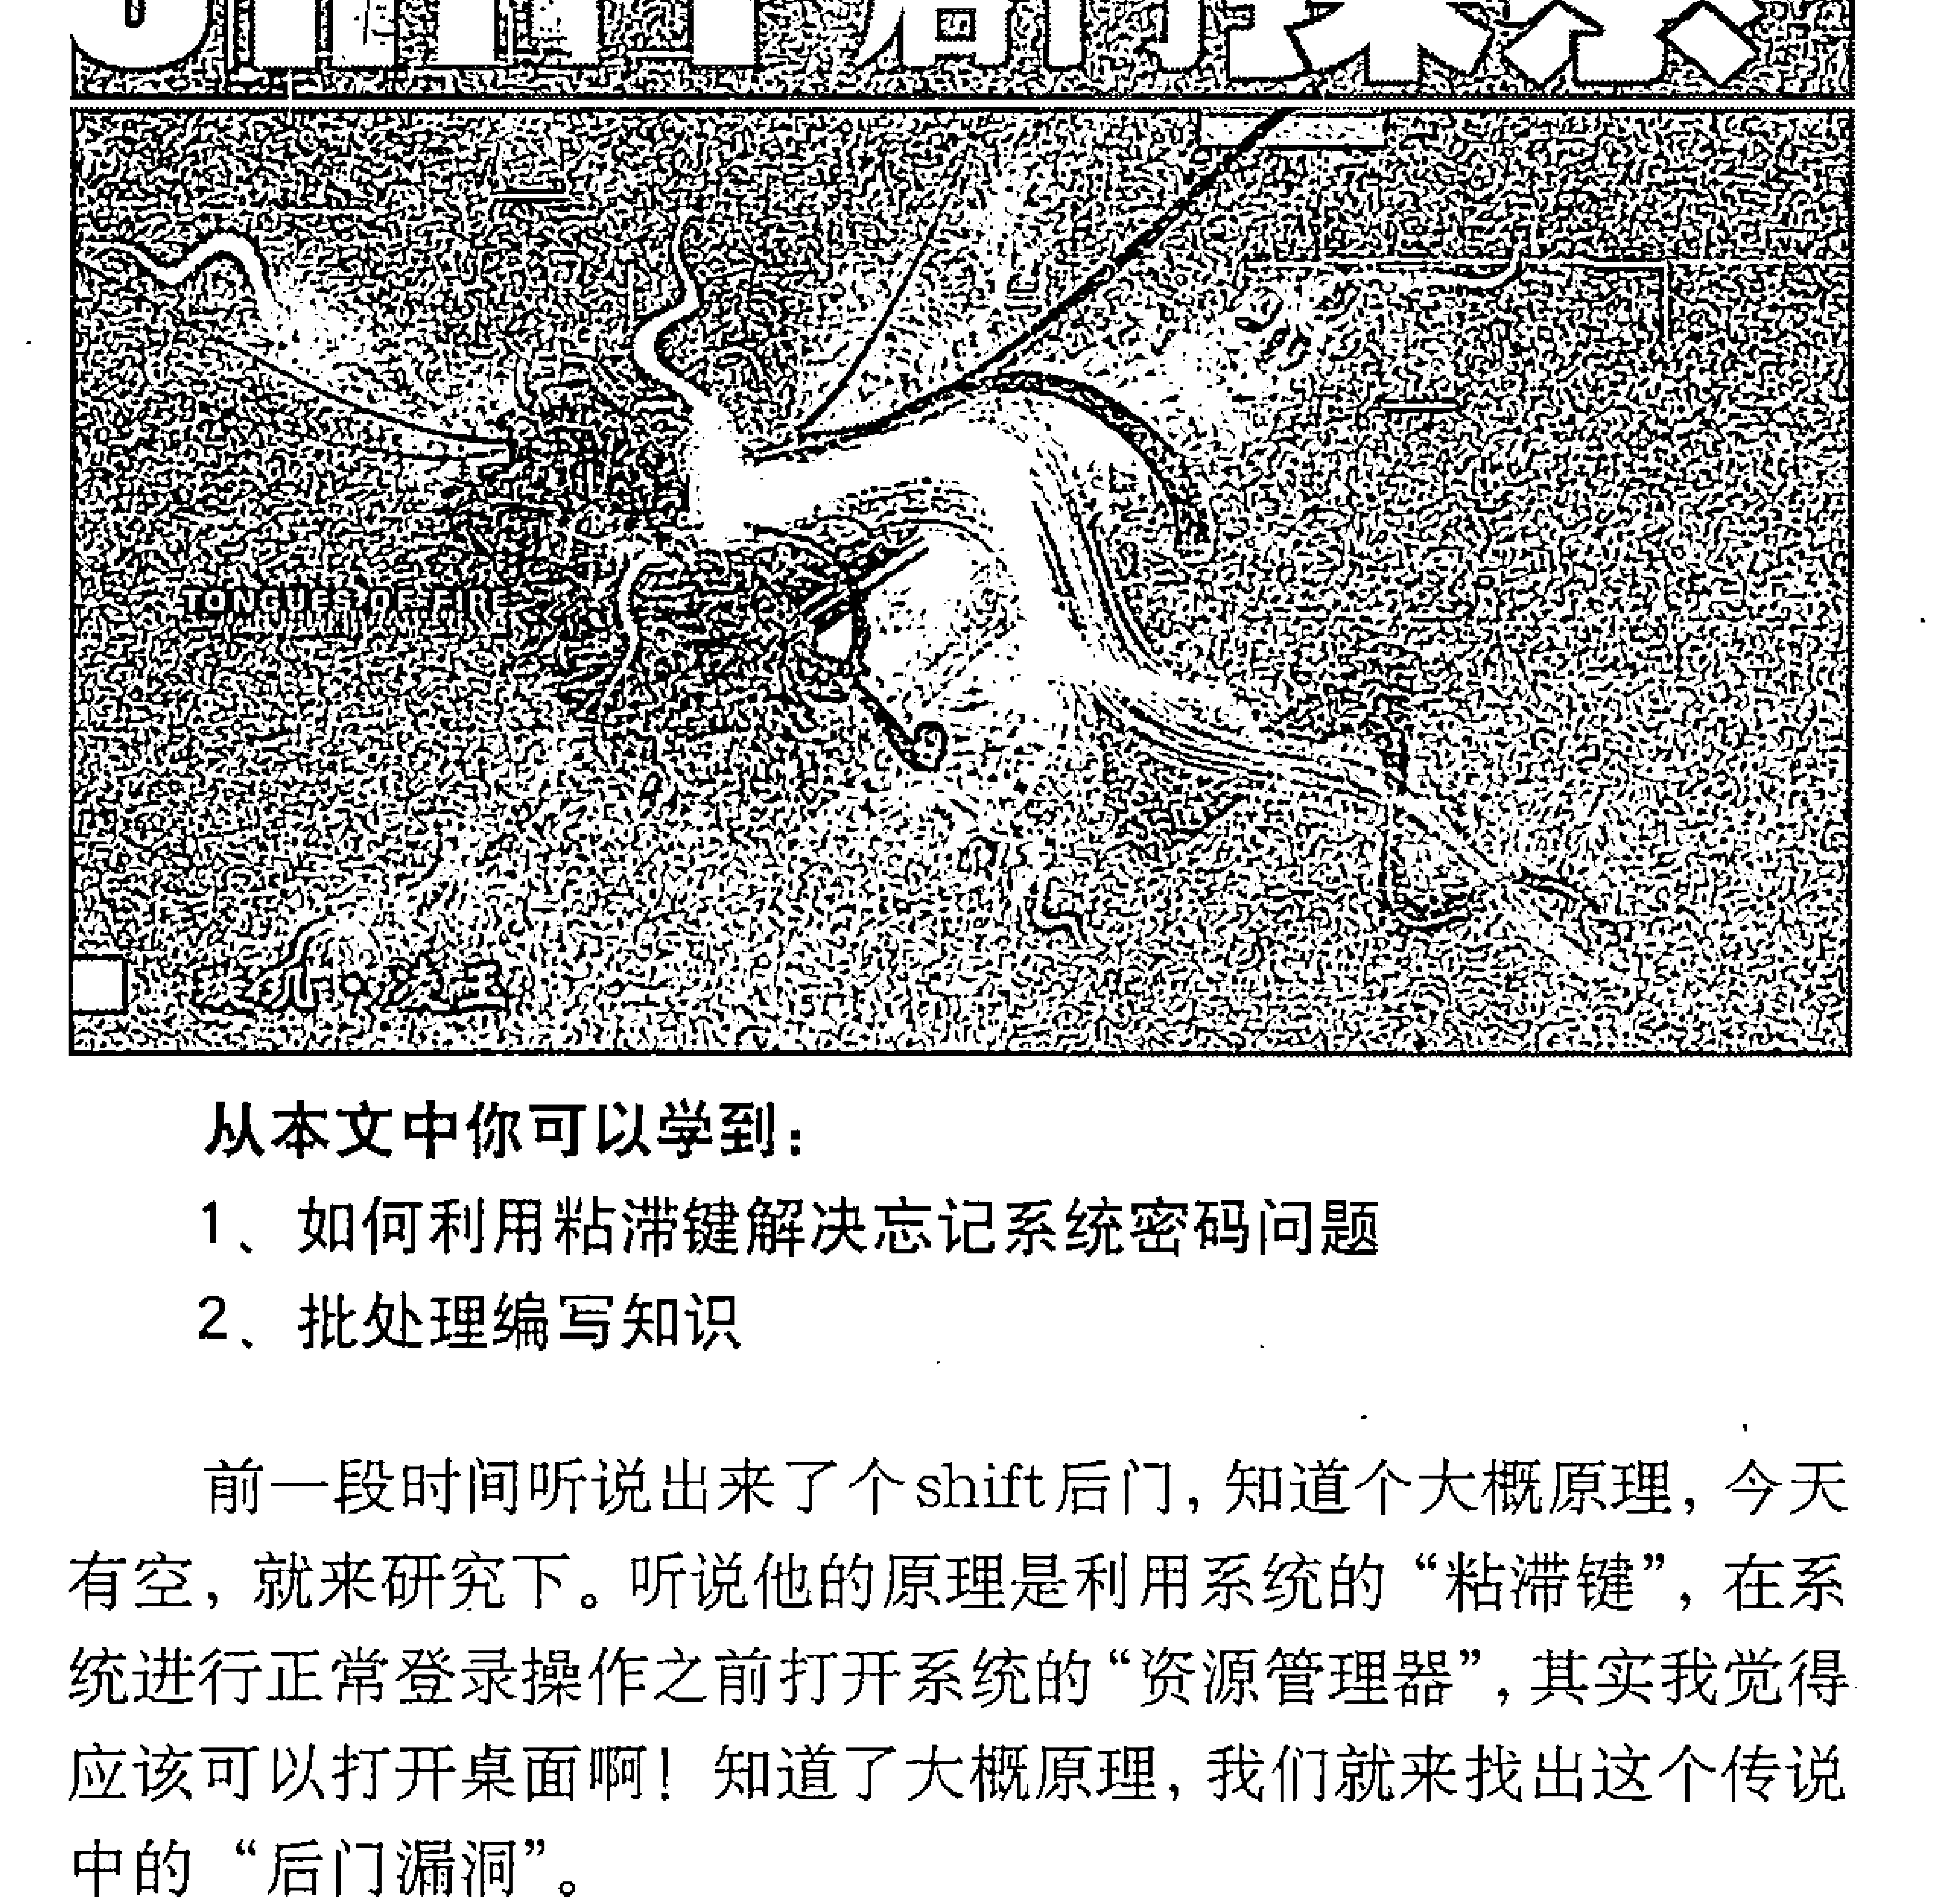 TONGUES OF FIRE
从本文中你可以学到：
1、如何利用粘滞键解决忘记系统密码问题
2、批处理编写知识
前一段时间听说出来了个shift后门，知道个大概原理，今天
有空，就来研究下。听说他的原理是利用系统的“粘滞键”，在系
统进行正常登录操作之前打开系统的“资源管理器”，其实我觉得
应该可以打开桌面啊！知道了大概原理，我们就来找出这个传说
中的“后门漏洞”。